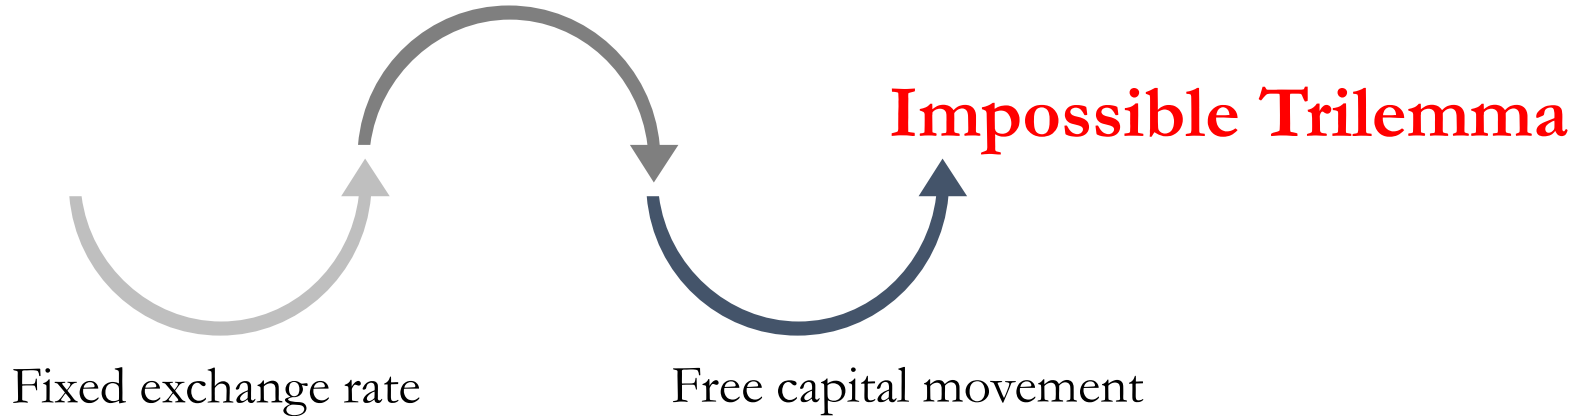 Impossible Trilemma
Fixed exchange rate
Free capital movement